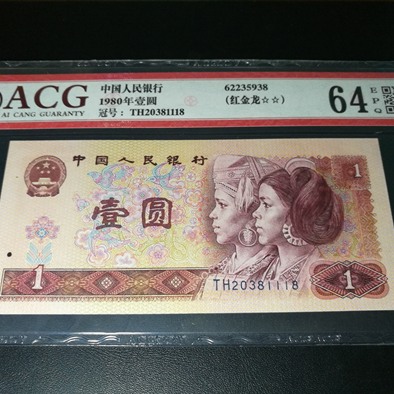 ACG
AI CANG GUARANTY
中国人民银行
1980年壹圆
冠号: TH20381118
62235938
(红金龙☆☆)
64
EPQ
中国人民银行
1
壹圆
1
1
TH20381118